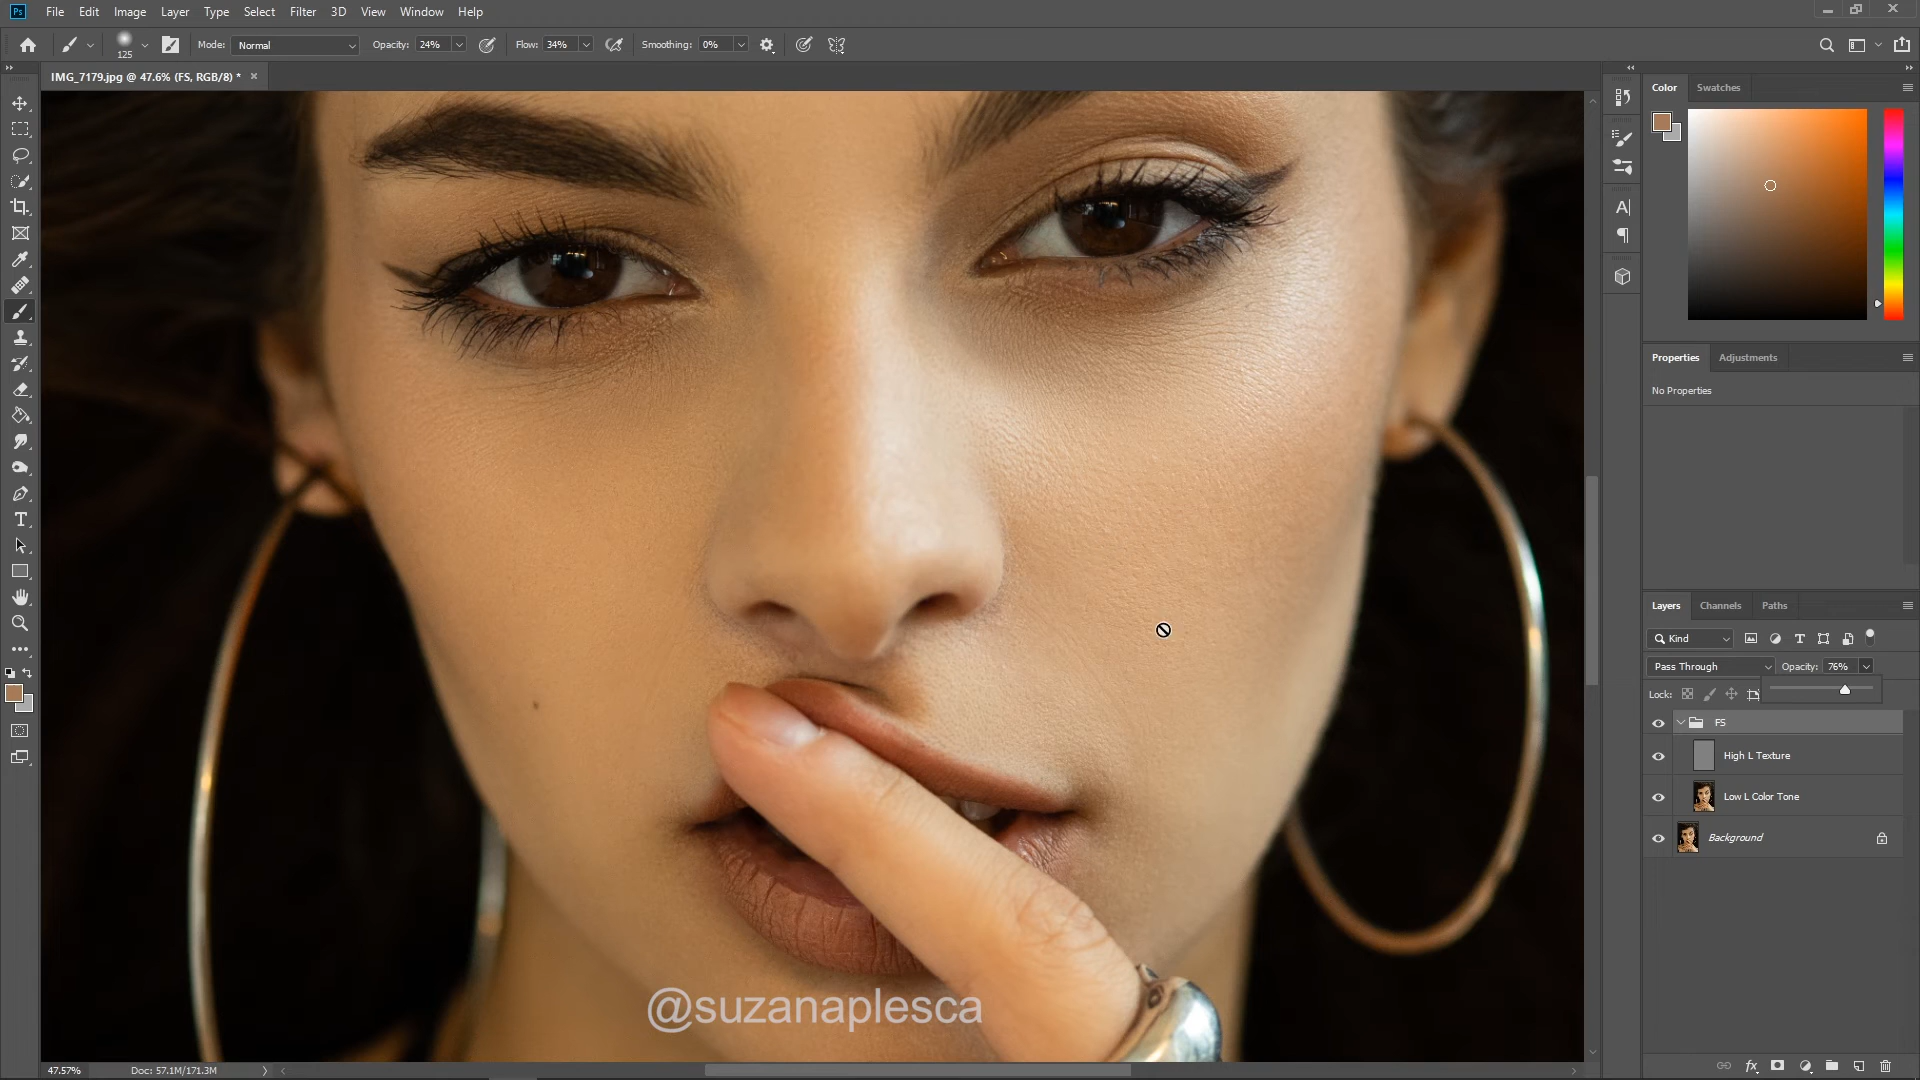 Ps File Edit Image Layer Type Select Filter 3D View Window Help
125 Mode: Normal Opacity: 24% Flow: 34% Smoothing: 0%
IMG_7179.jpg @ 47.6% (FS, RGB/8) *
Color Swatches
Properties Adjustments
No Properties
Layers Channels Paths
Kind
Pass Through Opacity: 76%
Lock:
FS
High L Texture
Low L Color Tone
Background
@suzanaplesca
47.57% Doc: 57.1M/171.3M